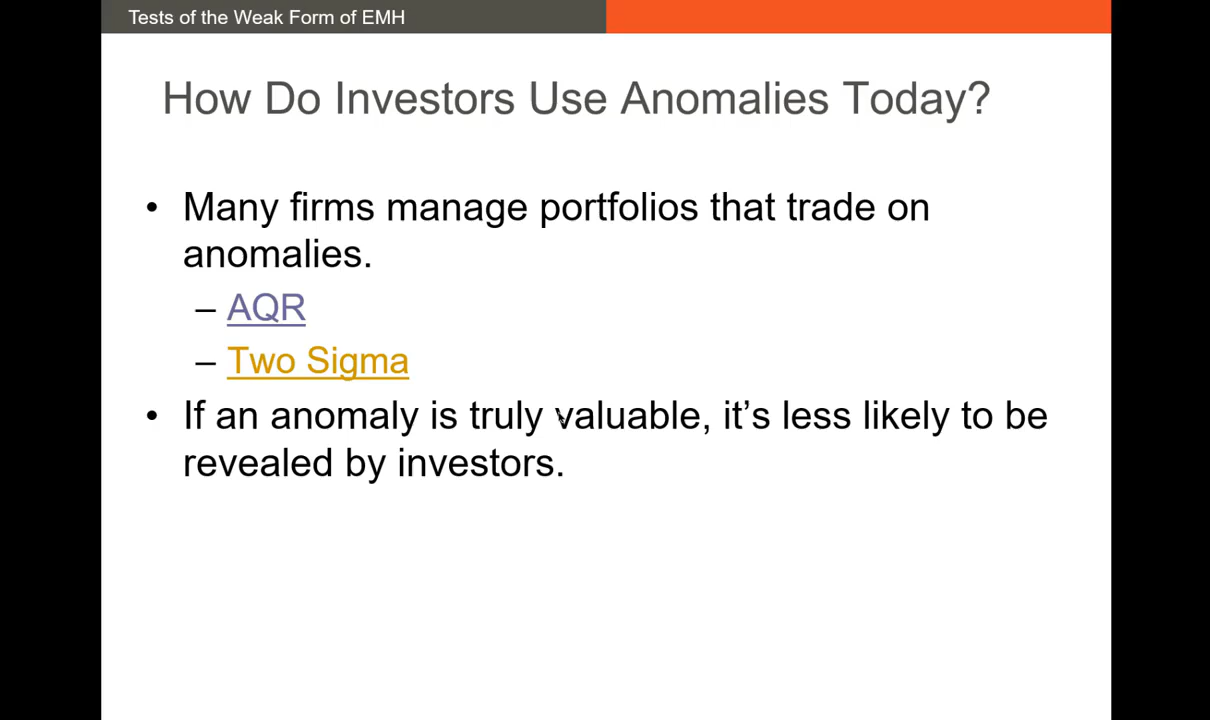 Tests of the Weak Form of EMH
How Do Investors Use Anomalies Today?
• Many firms manage portfolios that trade on
anomalies.
– AQR
– Two Sigma
• If an anomaly is truly valuable, it’s less likely to be
revealed by investors.